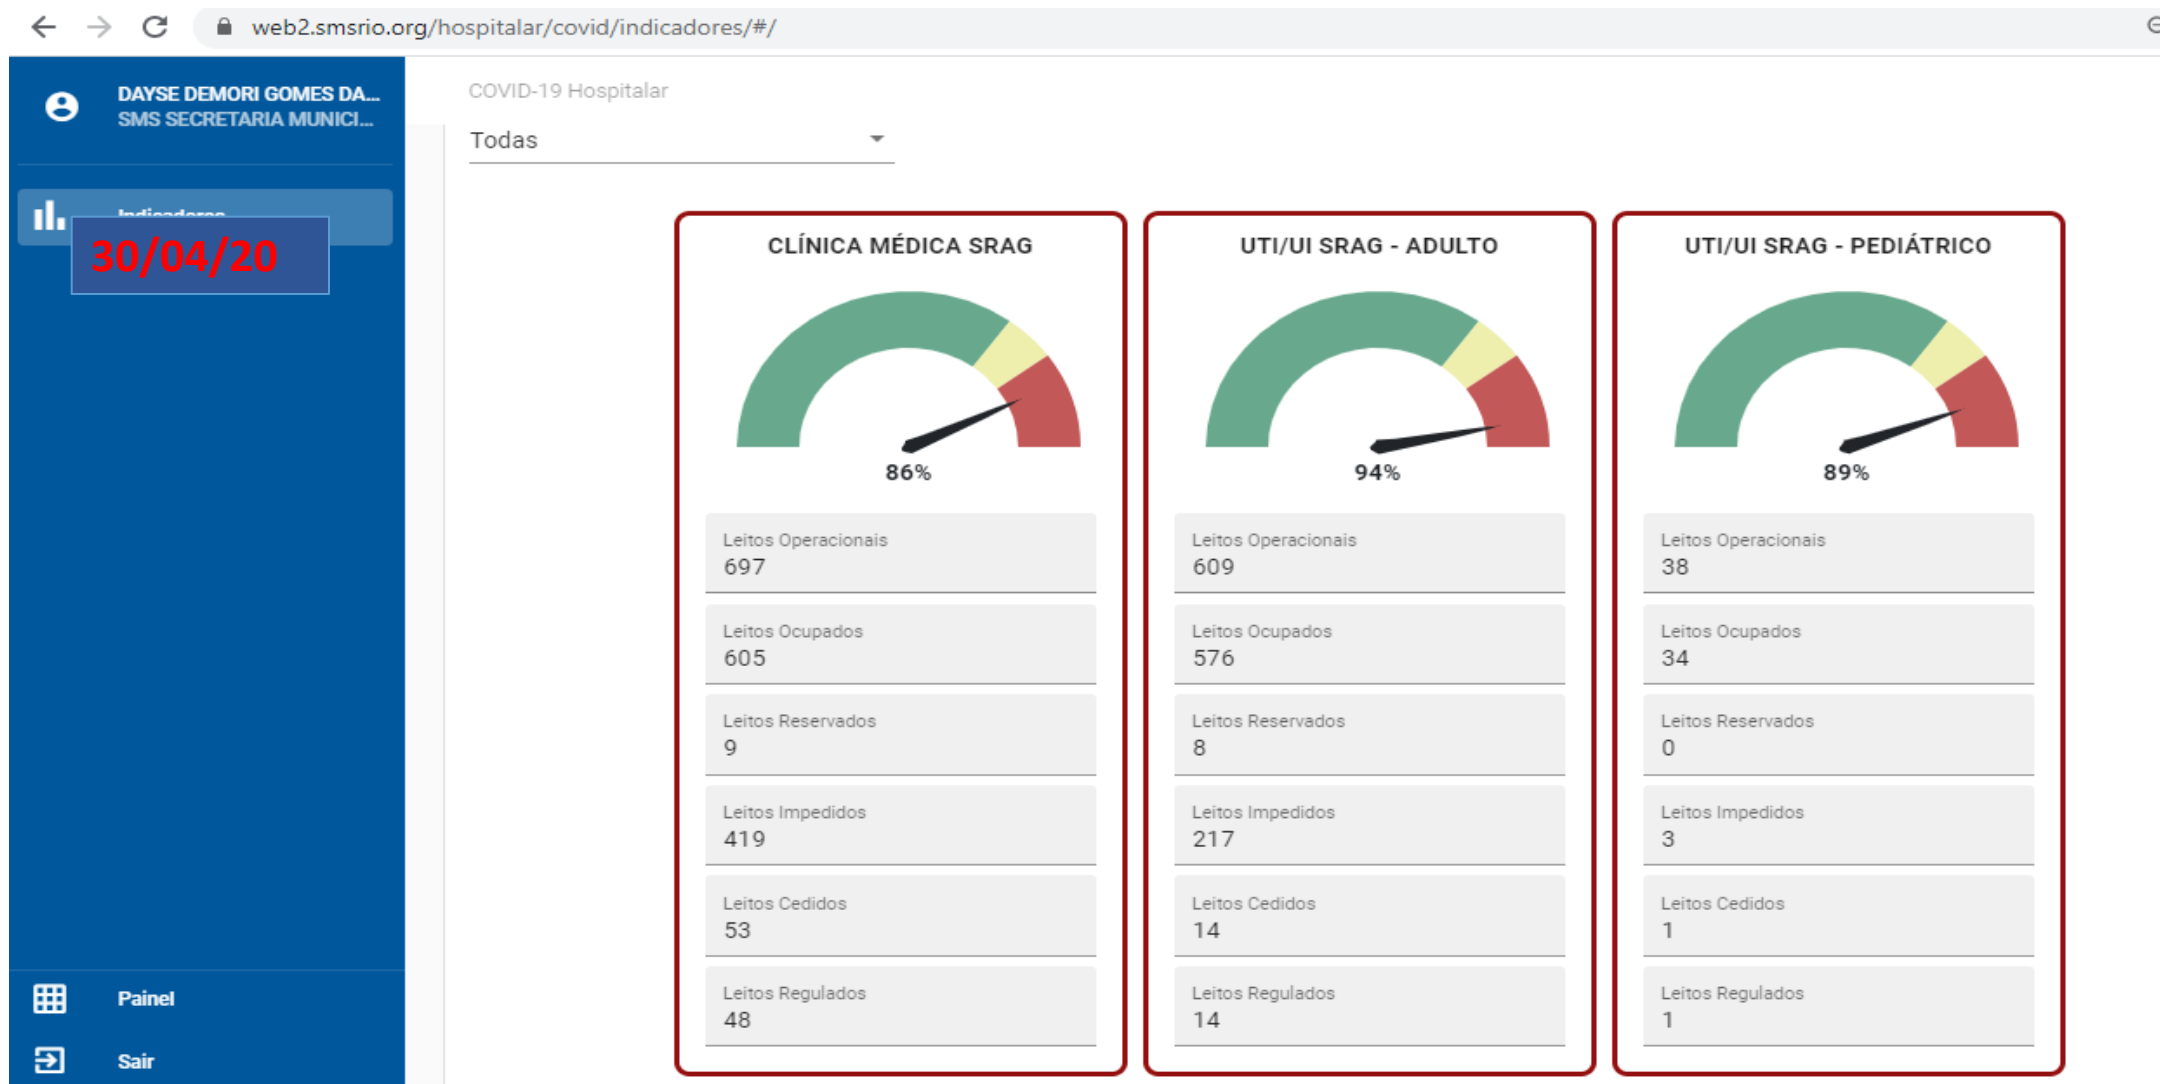 web2.smsrio.org/hospitalar/covid/indicadores/#/
DAYSE DEMORI GOMES DA...
SMS SECRETARIA MUNICI...
Indicadores
30/04/20
Painel
Sair
COVID-19 Hospitalar
Todas
CLÍNICA MÉDICA SRAG
86%
Leitos Operacionais
697
Leitos Ocupados
605
Leitos Reservados
9
Leitos Impedidos
419
Leitos Cedidos
53
Leitos Regulados
48
UTI/UI SRAG - ADULTO
94%
Leitos Operacionais
609
Leitos Ocupados
576
Leitos Reservados
8
Leitos Impedidos
217
Leitos Cedidos
14
Leitos Regulados
14
UTI/UI SRAG - PEDIÁTRICO
89%
Leitos Operacionais
38
Leitos Ocupados
34
Leitos Reservados
0
Leitos Impedidos
3
Leitos Cedidos
1
Leitos Regulados
1